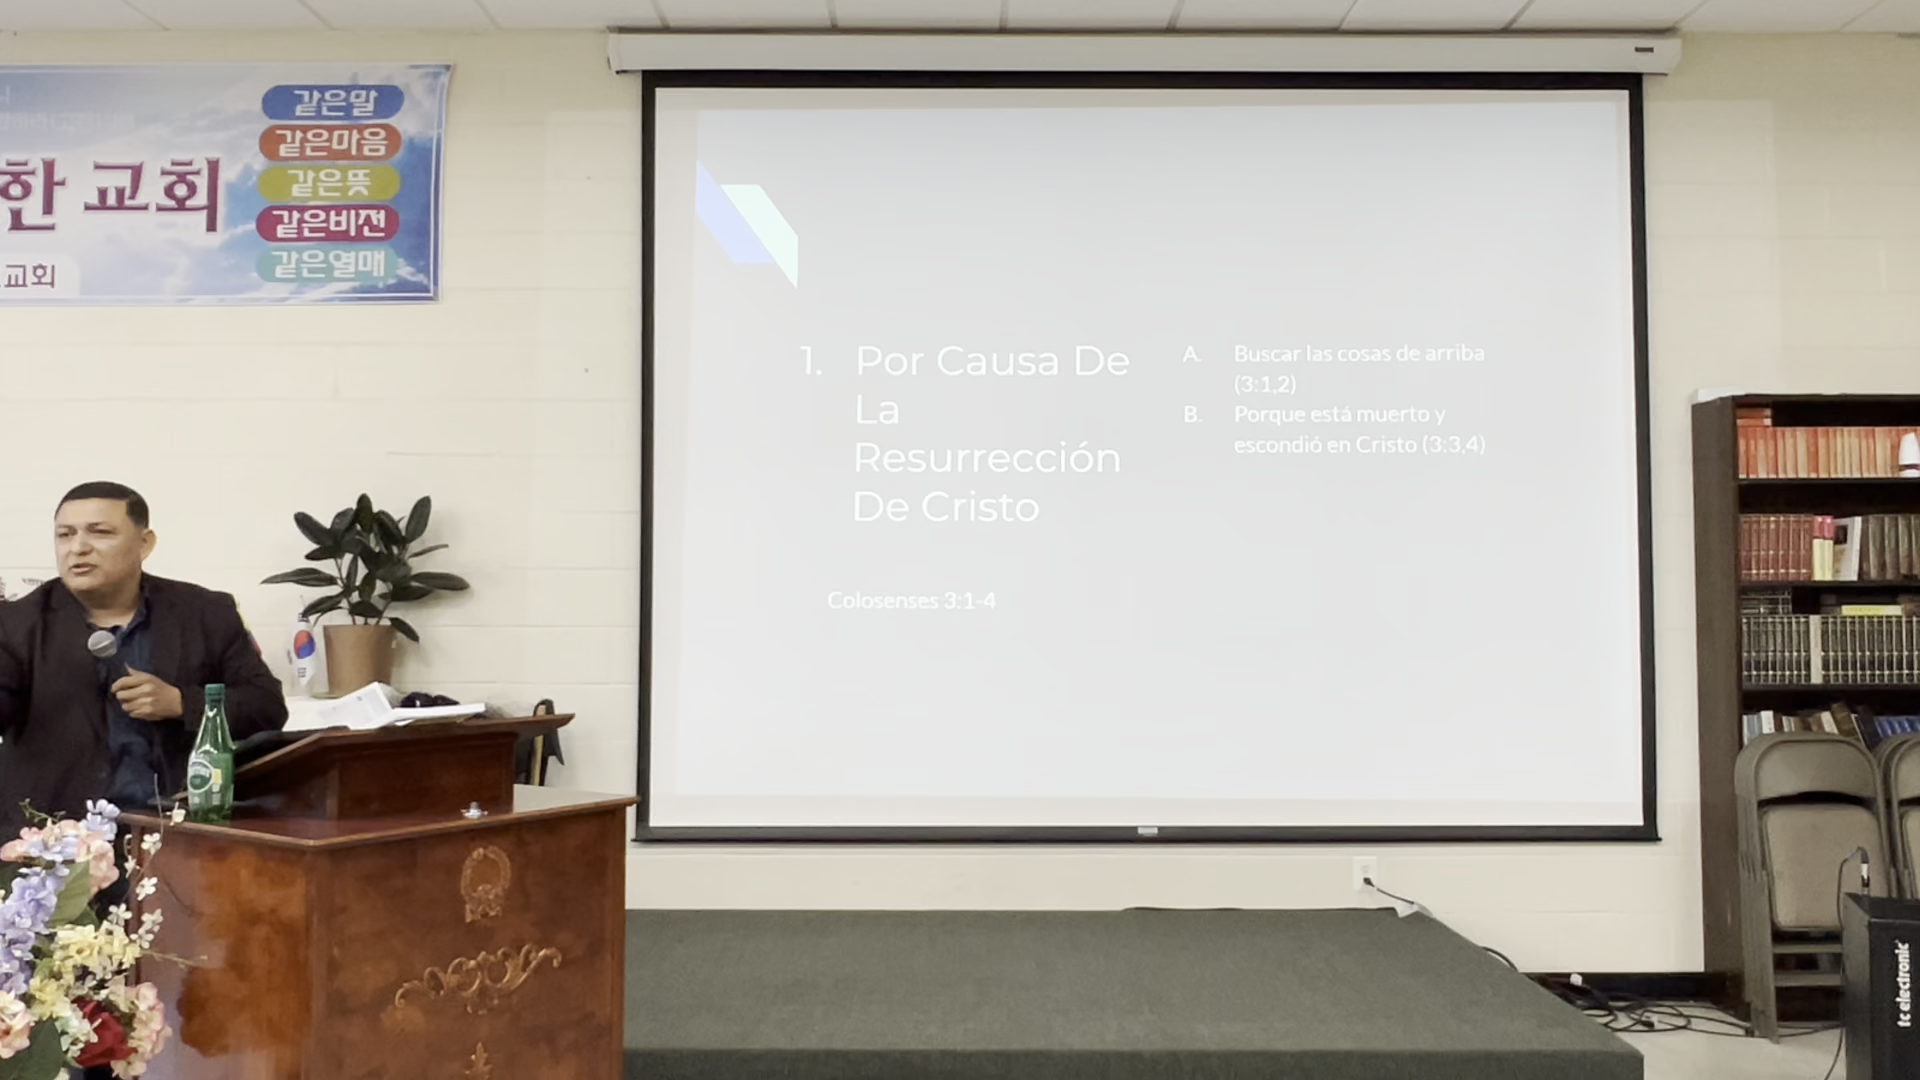 한 교회
교회
같은말
같은마음
같은뜻
같은비전
같은열매
1. Por Causa De
La
Resurrección
De Cristo
Colosenses 3:1-4
A. Buscar las cosas de arriba
(3:1,2)
B. Porque está muerto y
escondió en Cristo (3:3,4)
tc electronic